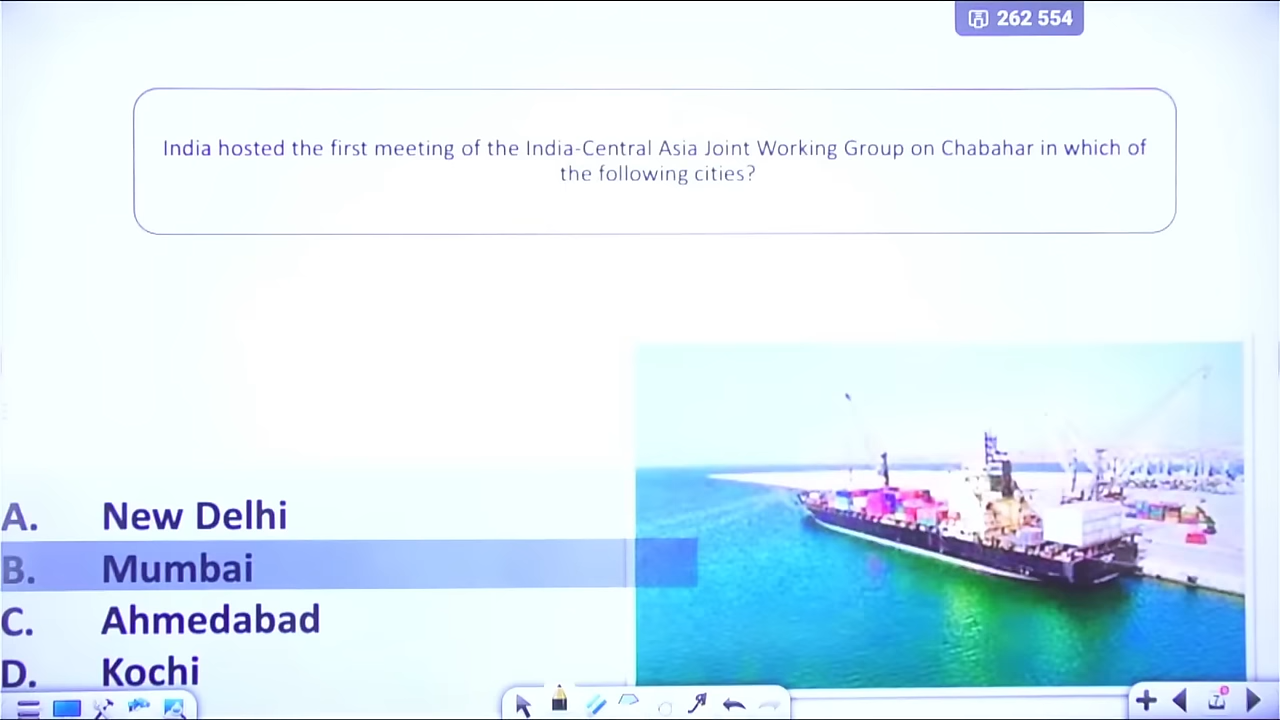 262 554
India hosted the first meeting of the India-Central Asia Joint Working Group on Chabahar in which of
the following cities?
A. New Delhi
B. Mumbai
C. Ahmedabad
D. Kochi